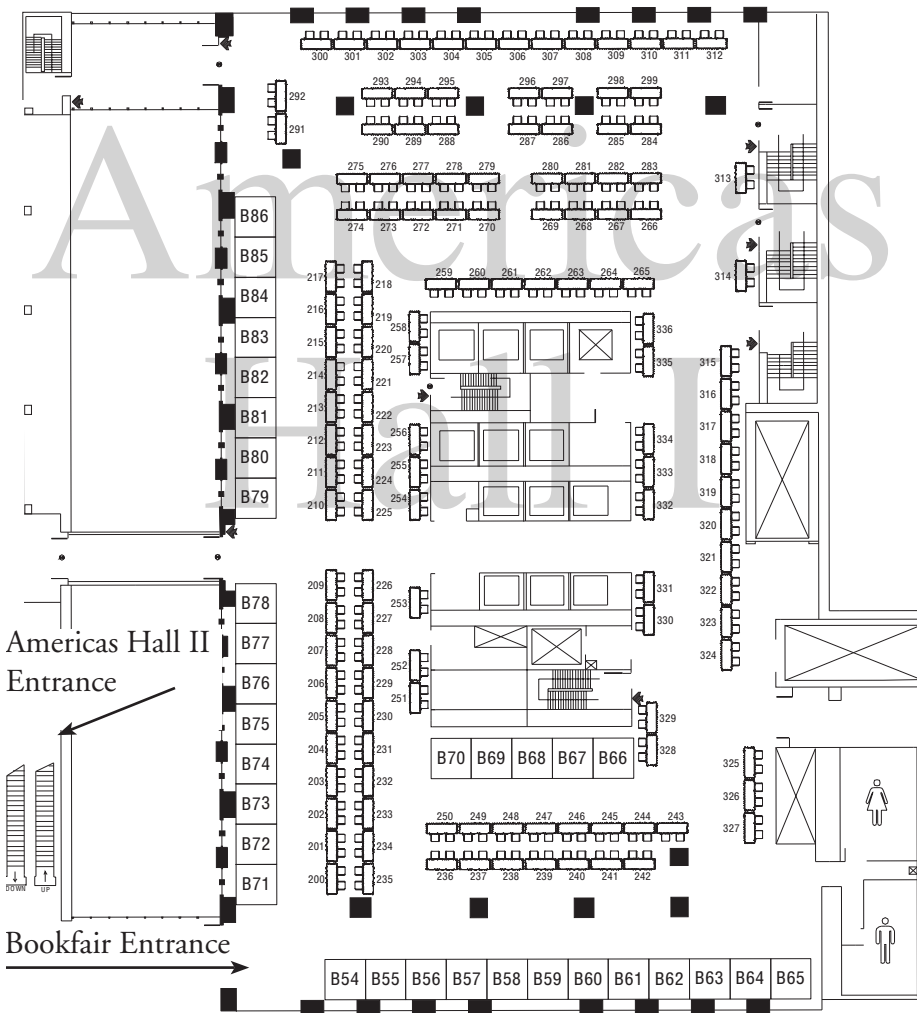 300 301 302 303 304 305 306 307 308 309 310 311 312
293 294 295 296 297 298 299
292
291
290 289 288 287 286 285 284
275 276 277 278 279 280 281 282 283
313
274 273 272 271 270 269 268 267 266
Americas
Hall I
B86
B85
B84
B83
B82
B81
B80
B79
217 218
216 219
215 220
214 221
213 222
212 223
211 224
210 225
259 260 261 262 263 264 265
314
258 336
257 335
256 334
255 333
254 332
315
316
317
318
319
320
321
322
323
324
B78
B77
B76
B75
B74
B73
B72
B71
209 226
208 227
207 228
206 229
205 230
204 231
203 232
202 233
201 234
200 235
253 331
330
252
251
329
328
Americas Hall II
Entrance
B70 B69 B68 B67 B66
325
326
327
250 249 248 247 246 245 244 243
236 237 238 239 240 241 242
DOWN UP
Bookfair Entrance
B54 B55 B56 B57 B58 B59 B60 B61 B62 B63 B64 B65